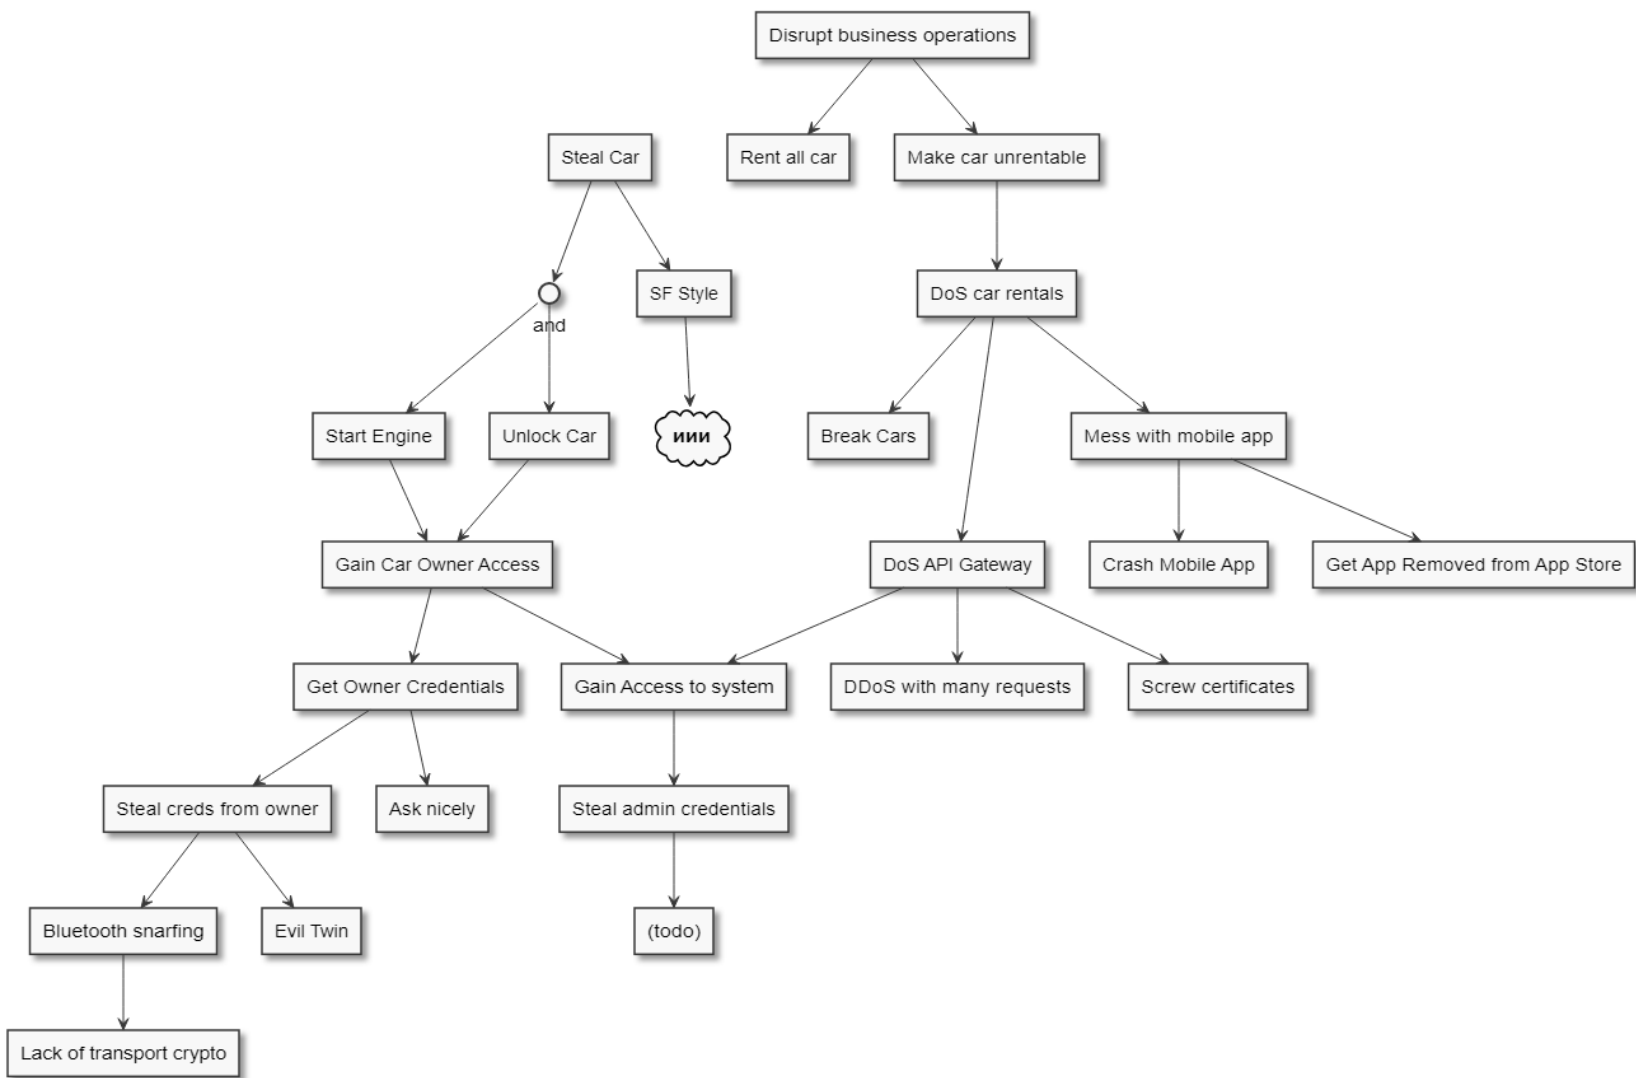 Disrupt business operations
Steal Car
Rent all car
Make car unrentable
SF Style
DoS car rentals
and
Start Engine
Unlock Car
иии
Break Cars
Mess with mobile app
Gain Car Owner Access
DoS API Gateway
Crash Mobile App
Get App Removed from App Store
Get Owner Credentials
Gain Access to system
DDoS with many requests
Screw certificates
Steal creds from owner
Ask nicely
Steal admin credentials
Bluetooth snarfing
Evil Twin
(todo)
Lack of transport crypto